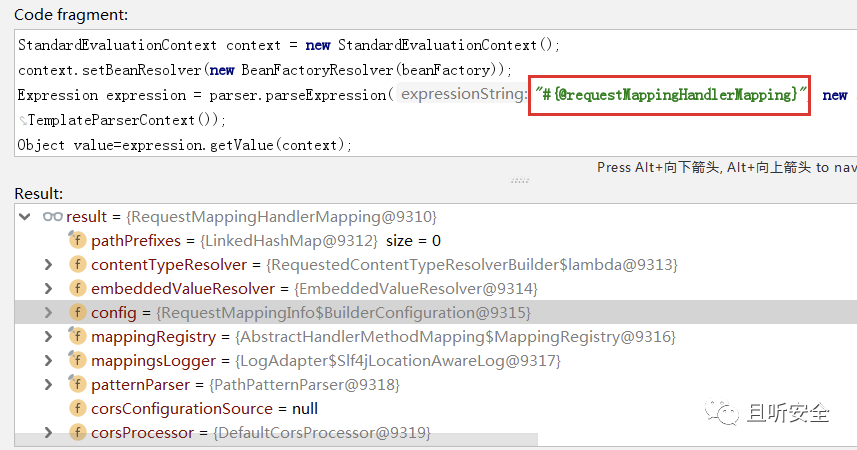 Code fragment:
StandardEvaluationContext context = new StandardEvaluationContext();
context.setBeanResolver(new BeanFactoryResolver(beanFactory));
Expression expression = parser.parseExpression( expressionString: "#{@requestMappingHandlerMapping}" new
TemplateParserContext());
Object value=expression.getValue(context);
Press Alt+向下箭头, Alt+向上箭头 to nav
Result:
result = {RequestMappingHandlerMapping@9310}
f pathPrefixes = {LinkedHashMap@9312} size = 0
f contentTypeResolver = {RequestedContentTypeResolverBuilder$lambda@9313}
f embeddedValueResolver = {EmbeddedValueResolver@9314}
f config = {RequestMappingInfo$BuilderConfiguration@9315}
f mappingRegistry = {AbstractHandlerMethodMapping$MappingRegistry@9316}
f mappingsLogger = {LogAdapter$Slf4jLocationAwareLog@9317}
f patternParser = {PathPatternParser@9318}
f corsConfigurationSource = null
f corsProcessor = {DefaultCorsProcessor@9319}
且听安全